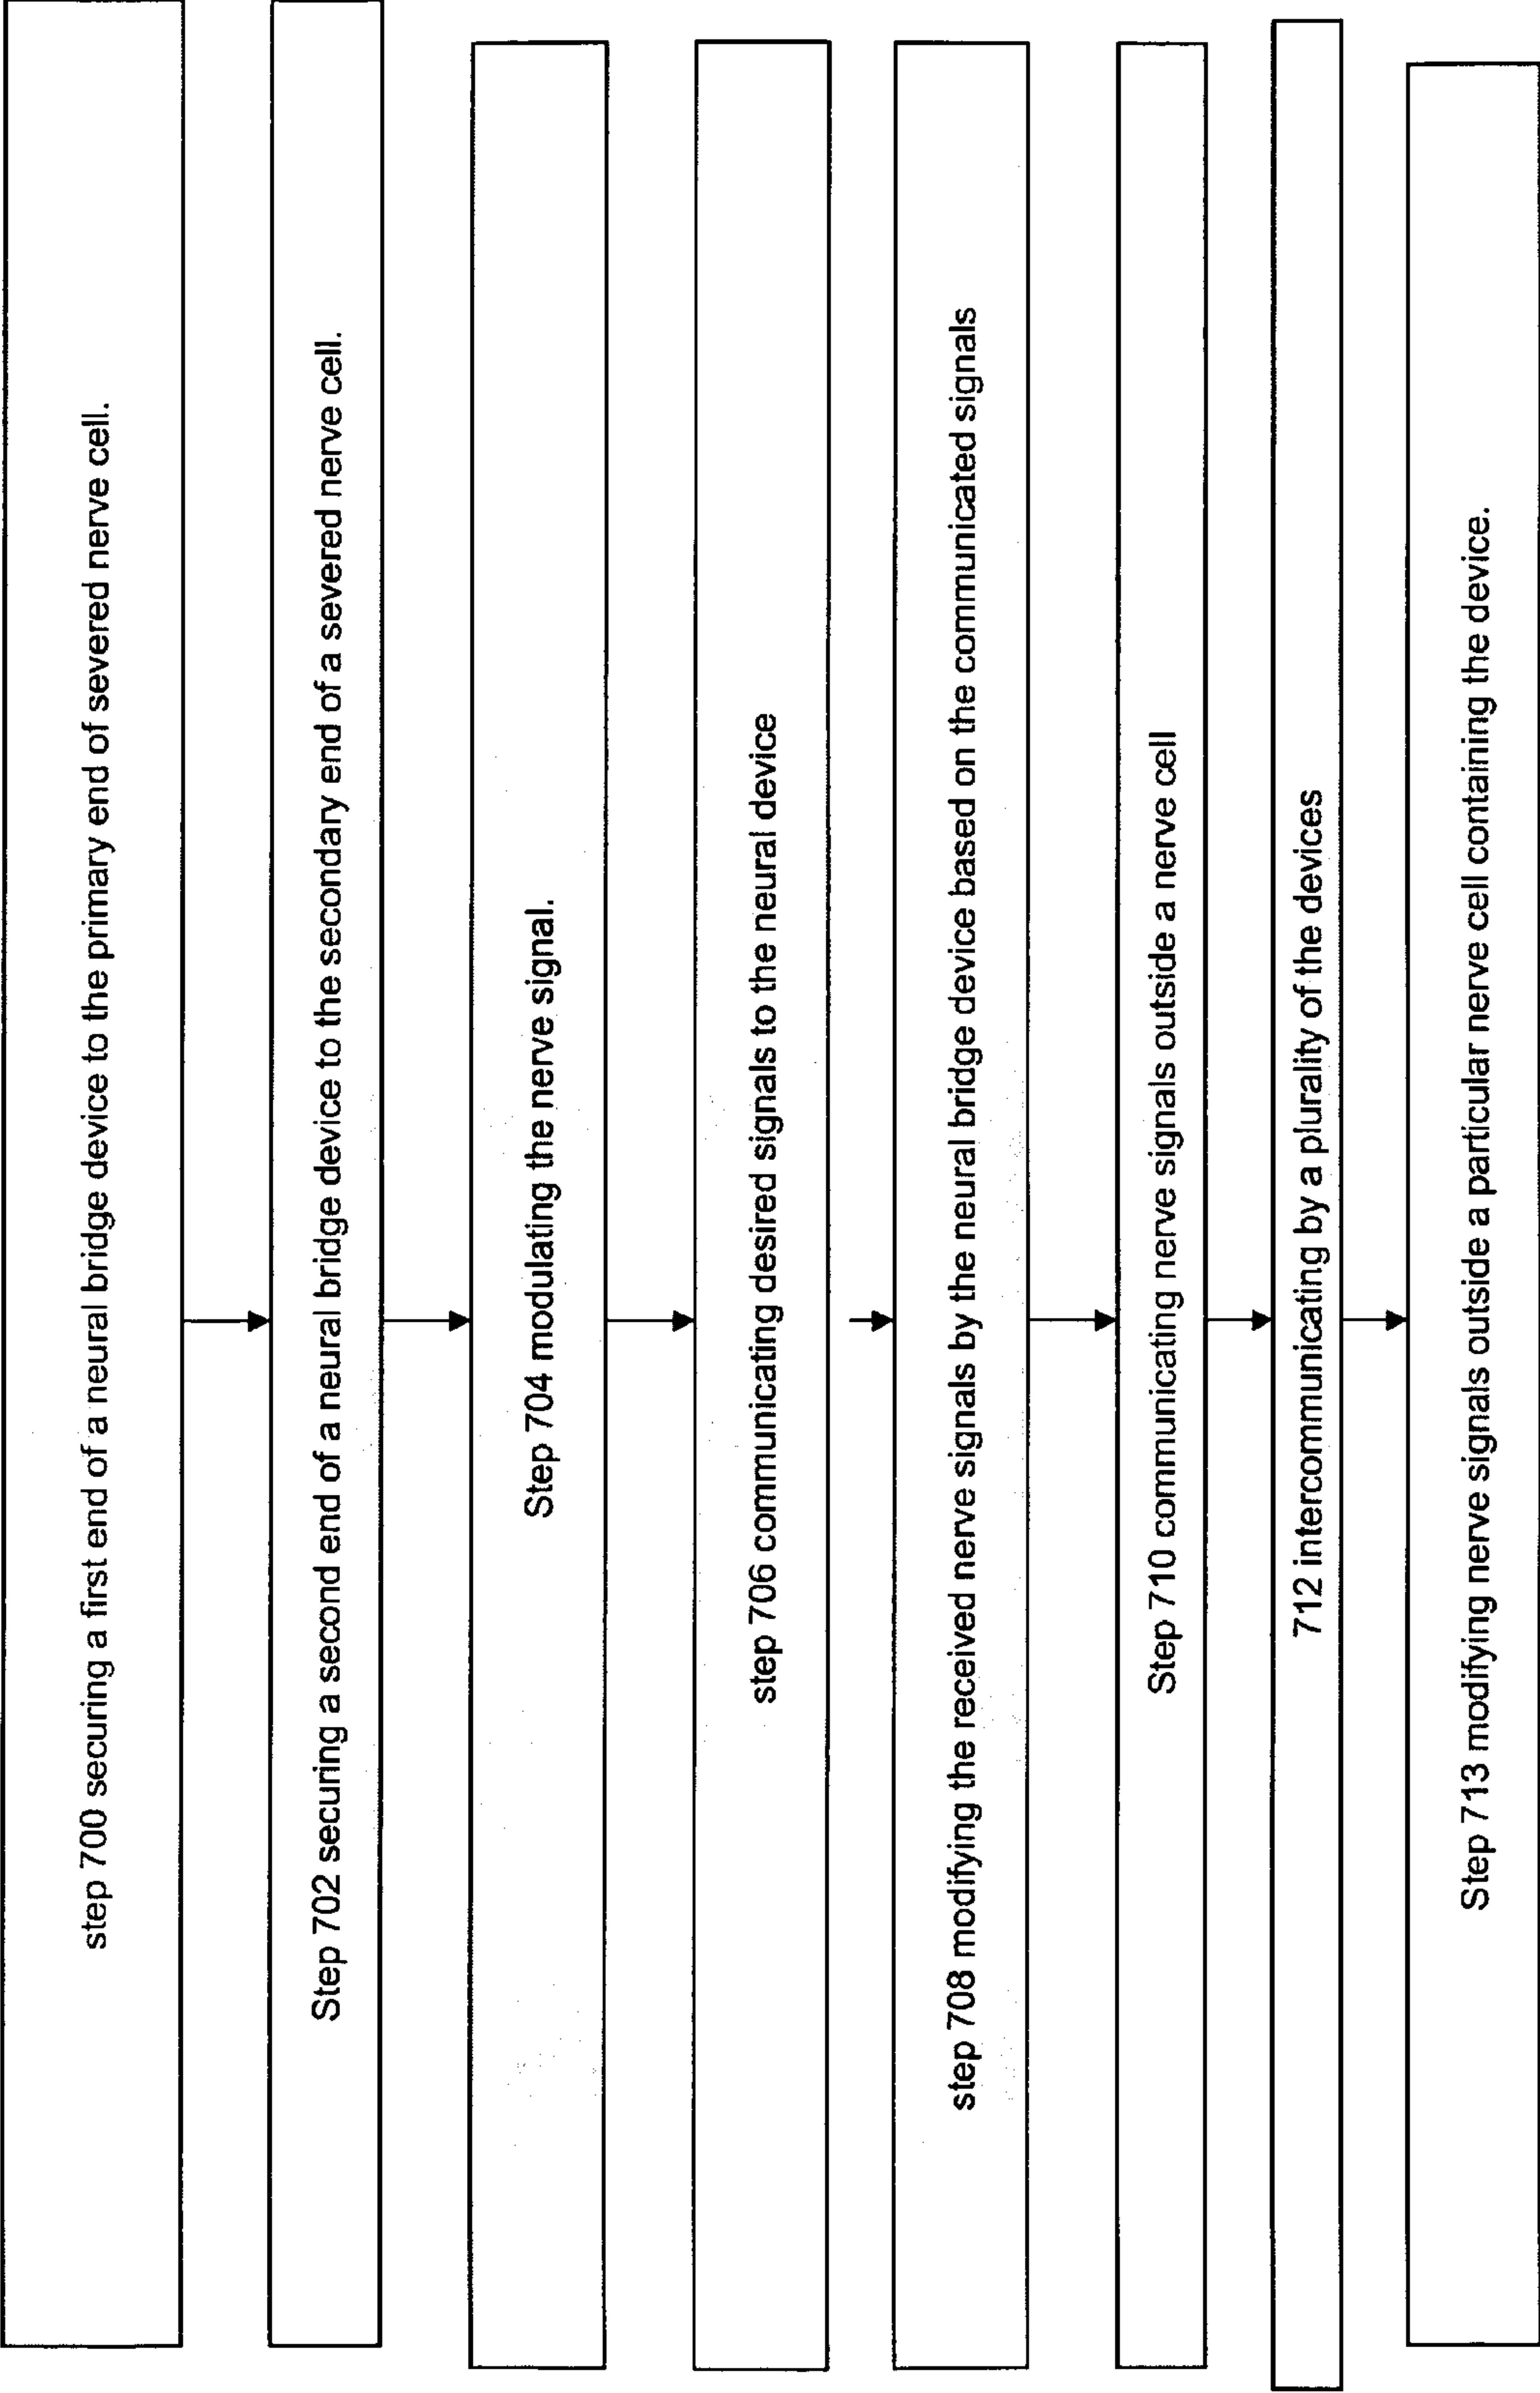 step 700 securing a first end of a neural bridge device to the primary end of severed nerve cell.
Step 702 securing a second end of a neural bridge device to the secondary end of a severed nerve cell.
Step 704 modulating the nerve signal.
step 706 communicating desired signals to the neural device
step 708 modifying the received nerve signals by the neural bridge device based on the communicated signals
Step 710 communicating nerve signals outside a nerve cell
712 intercommunicating by a plurality of the devices
Step 713 modifying nerve signals outside a particular nerve cell containing the device.